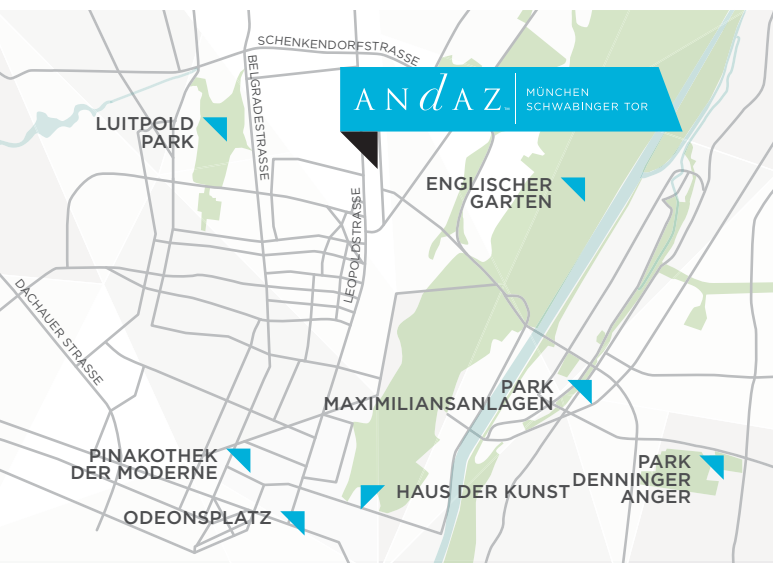 SCHENKENDORFSTRASSE
BELGRADESTRASSE
ANdAZ™
MÜNCHEN
SCHWABINGER TOR
LUITPOLD
PARK
ENGLISCHER
GARTEN
LEOPOLDSTRASSE
DACHAUER STRASSE
PARK
MAXIMILIANSANLAGEN
PINAKOTHEK
DER MODERNE
PARK
DENNINGER
ANGER
HAUS DER KUNST
ODEONSPLATZ